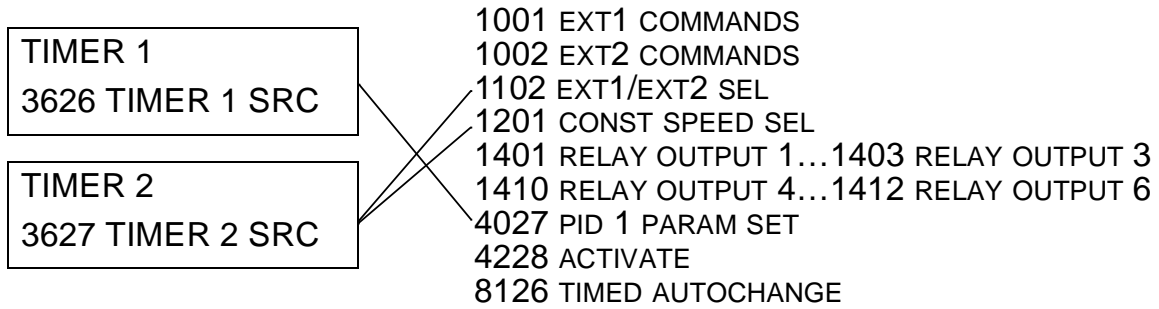 TIMER 1
3626 TIMER 1 SRC
TIMER 2
3627 TIMER 2 SRC
1001 EXT1 COMMANDS
1002 EXT2 COMMANDS
1102 EXT1/EXT2 SEL
1201 CONST SPEED SEL
1401 RELAY OUTPUT 1…1403 RELAY OUTPUT 3
1410 RELAY OUTPUT 4…1412 RELAY OUTPUT 6
4027 PID 1 PARAM SET
4228 ACTIVATE
8126 TIMED AUTOCHANGE